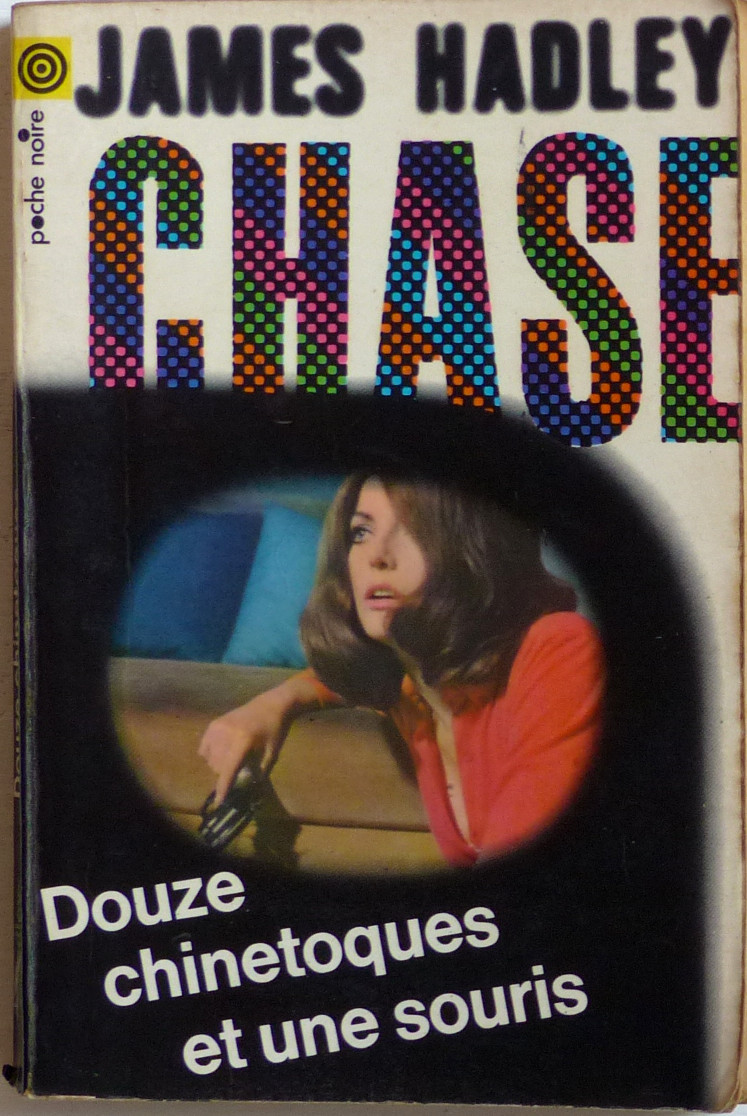 JAMES HADLEY
CHASE
poche noire
Douze
chinetoques
et une souris